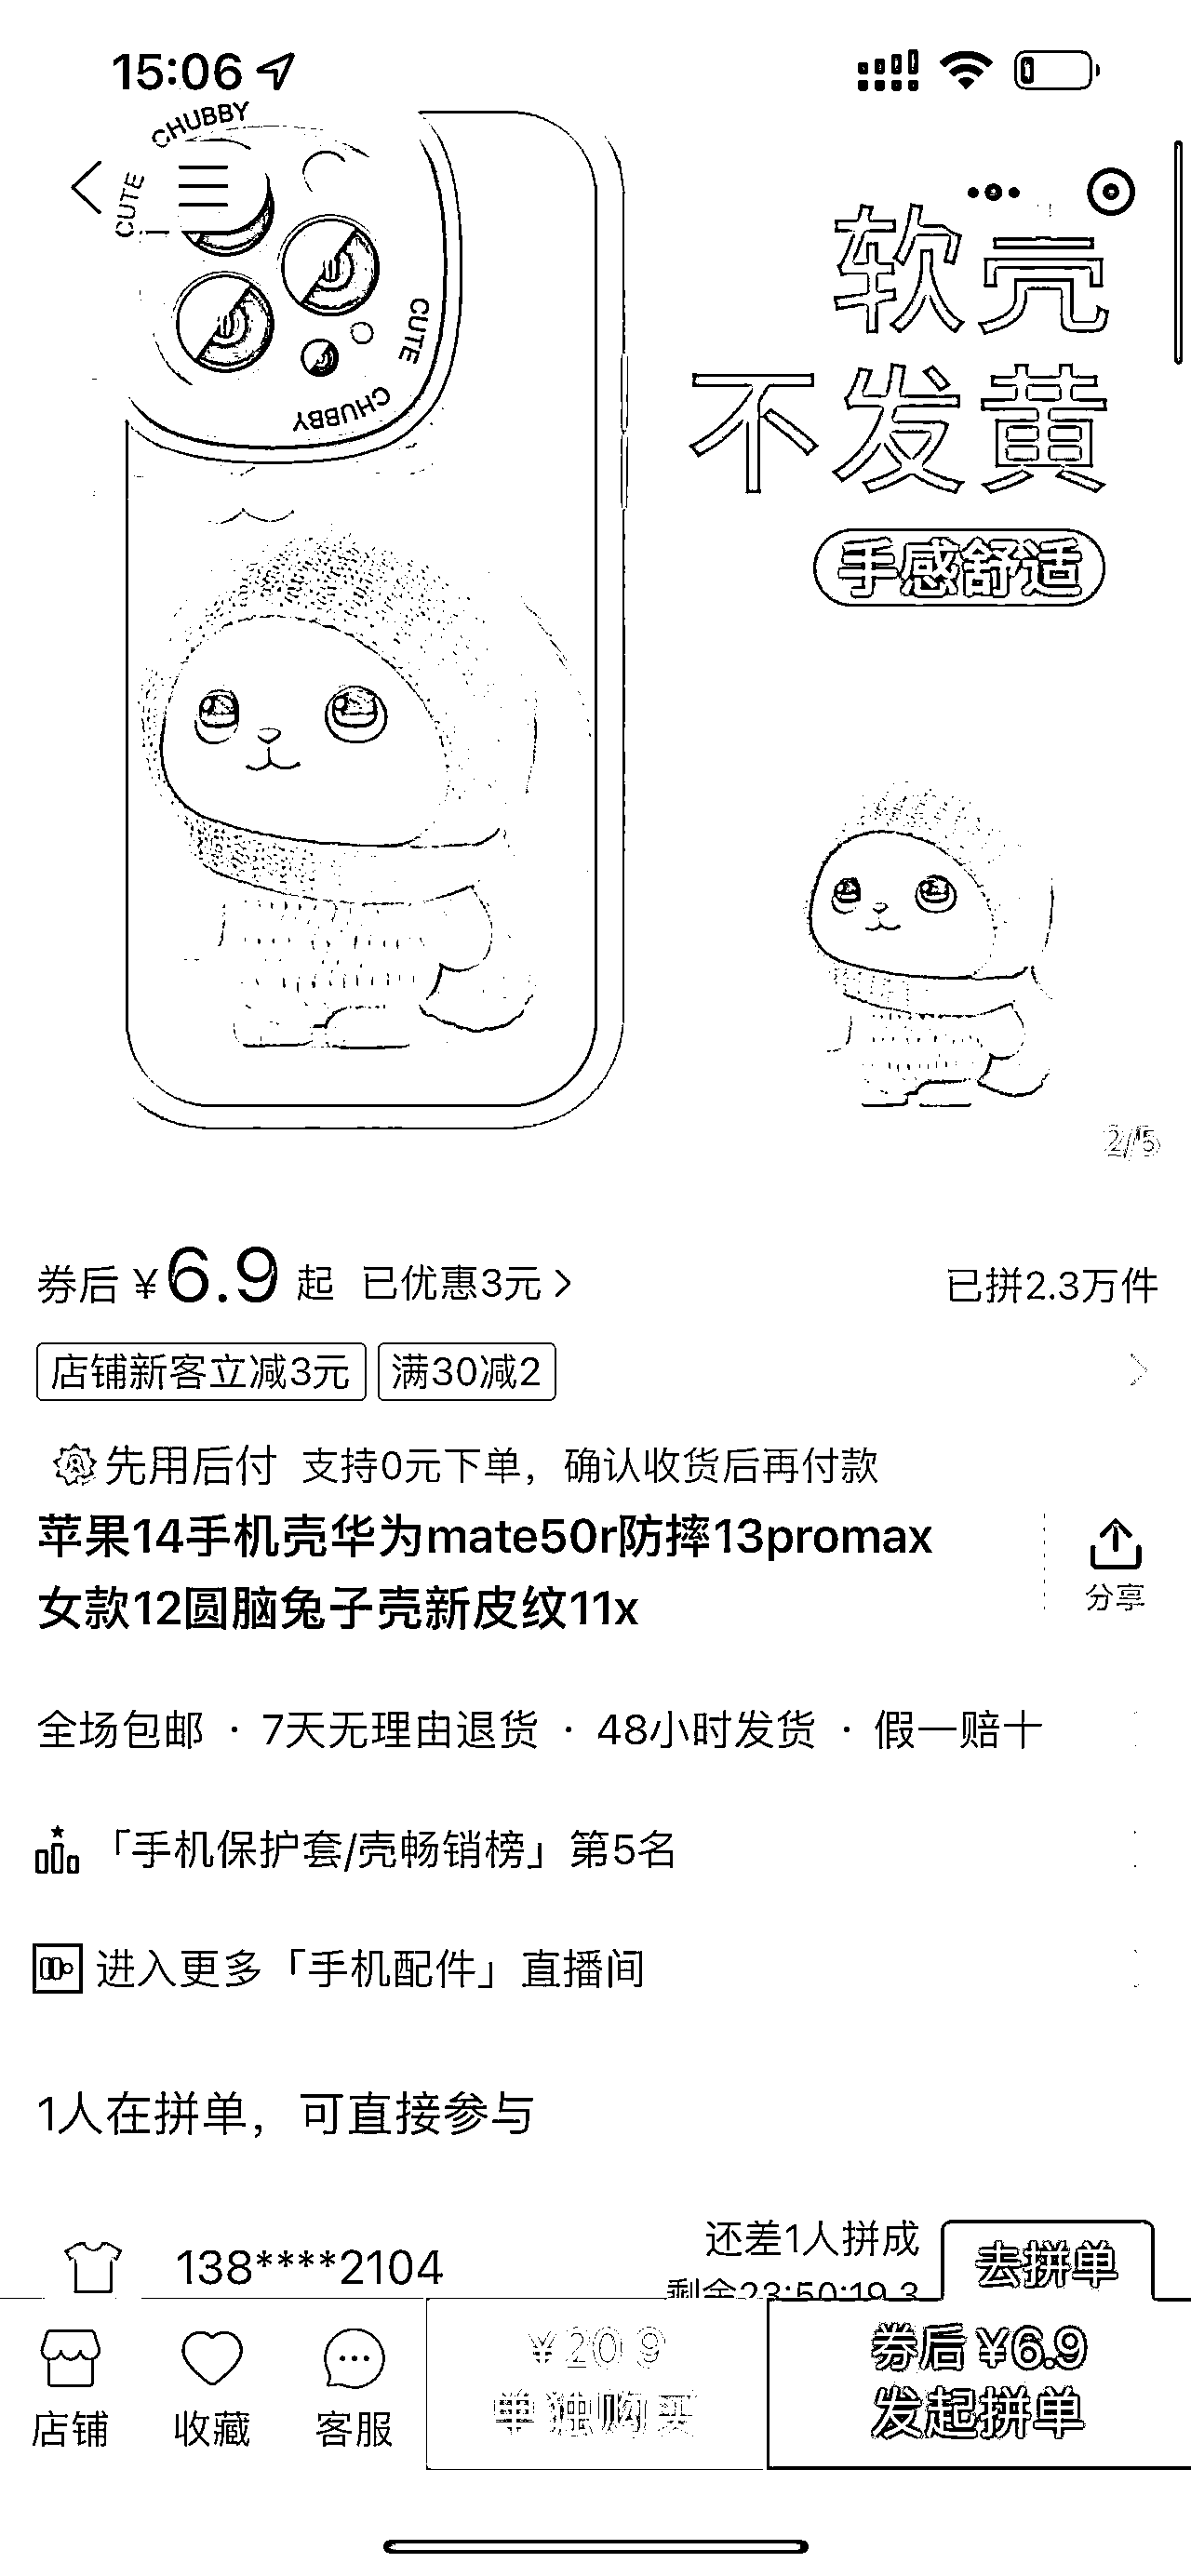 15:06
CHUBBY
CUTE
CUTE
CHUBBY
软壳
不发黄
手感舒适
2/5
券后 ¥6.9 起 已优惠3元
已拼2.3万件
店铺新客立减3元 满30减2
先用后付 支持0元下单，确认收货后再付款
苹果14手机壳华为mate50r防摔13promax
女款12圆脑兔子壳新皮纹11x
分享
全场包邮 · 7天无理由退货 · 48小时发货 · 假一赔十
「手机保护套/壳畅销榜」第5名
进入更多「手机配件」直播间
1人在拼单，可直接参与
138****2104
还差1人拼成
剩余23:50:19.3
去拼单
店铺
收藏
客服
¥20.9
单独购买
券后 ¥6.9
发起拼单